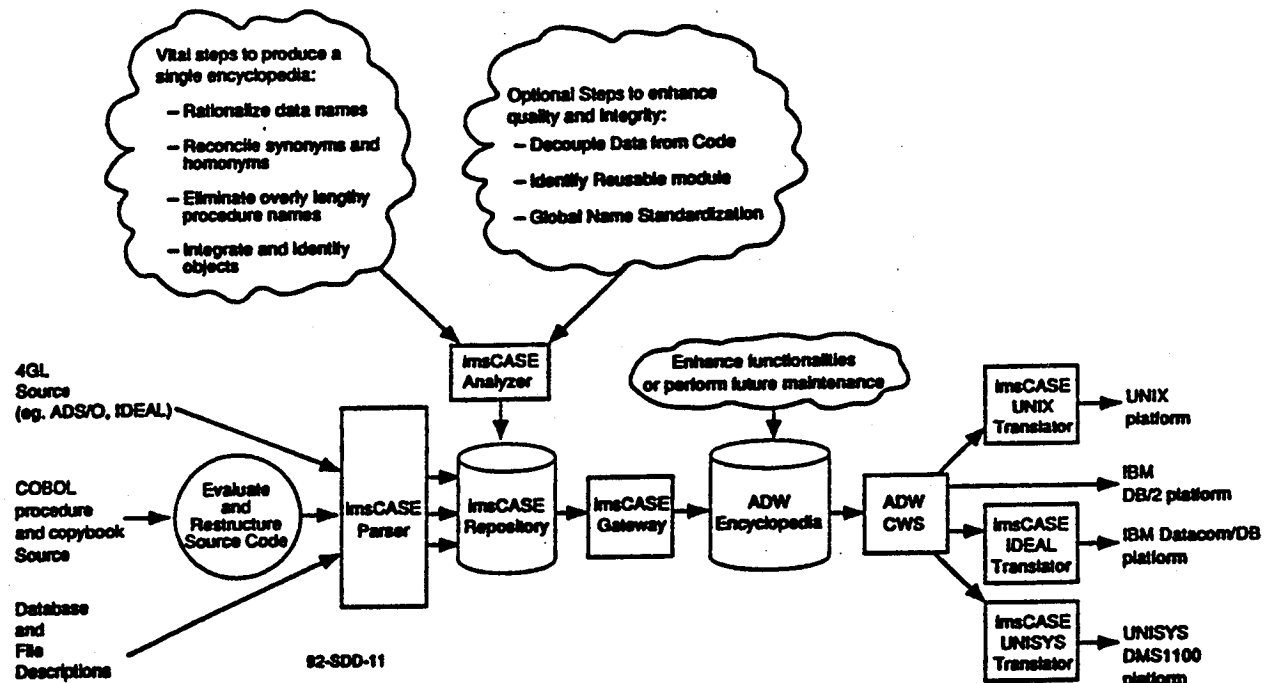 Vital steps to produce a
single encyclopedia:
– Rationalize data names
– Reconcile synonyms and
homonyms
– Eliminate overly lengthy
procedure names
– Integrate and identify
objects
Optional Steps to enhance
quality and integrity:
– Decouple Data from Code
– Identify Reusable module
– Global Name Standardization
imsCASE
Analyzer
Enhance functionalities
or perform future maintenance
4GL
Source
(eg. ADS/O, IDEAL)
COBOL
procedure
and copybook
Source
Database
and
File
Descriptions
Evaluate
and
Restructure
Source Code
imsCASE
Parser
imsCASE
Repository
imsCASE
Gateway
ADW
Encyclopedia
ADW
CWS
imsCASE
UNIX
Translator
UNIX
platform
IBM
DB/2 platform
imsCASE
IDEAL
Translator
IBM Datacom/DB
platform
imsCASE
UNISYS
Translator
UNISYS
DMS1100
platform
92-SDD-11